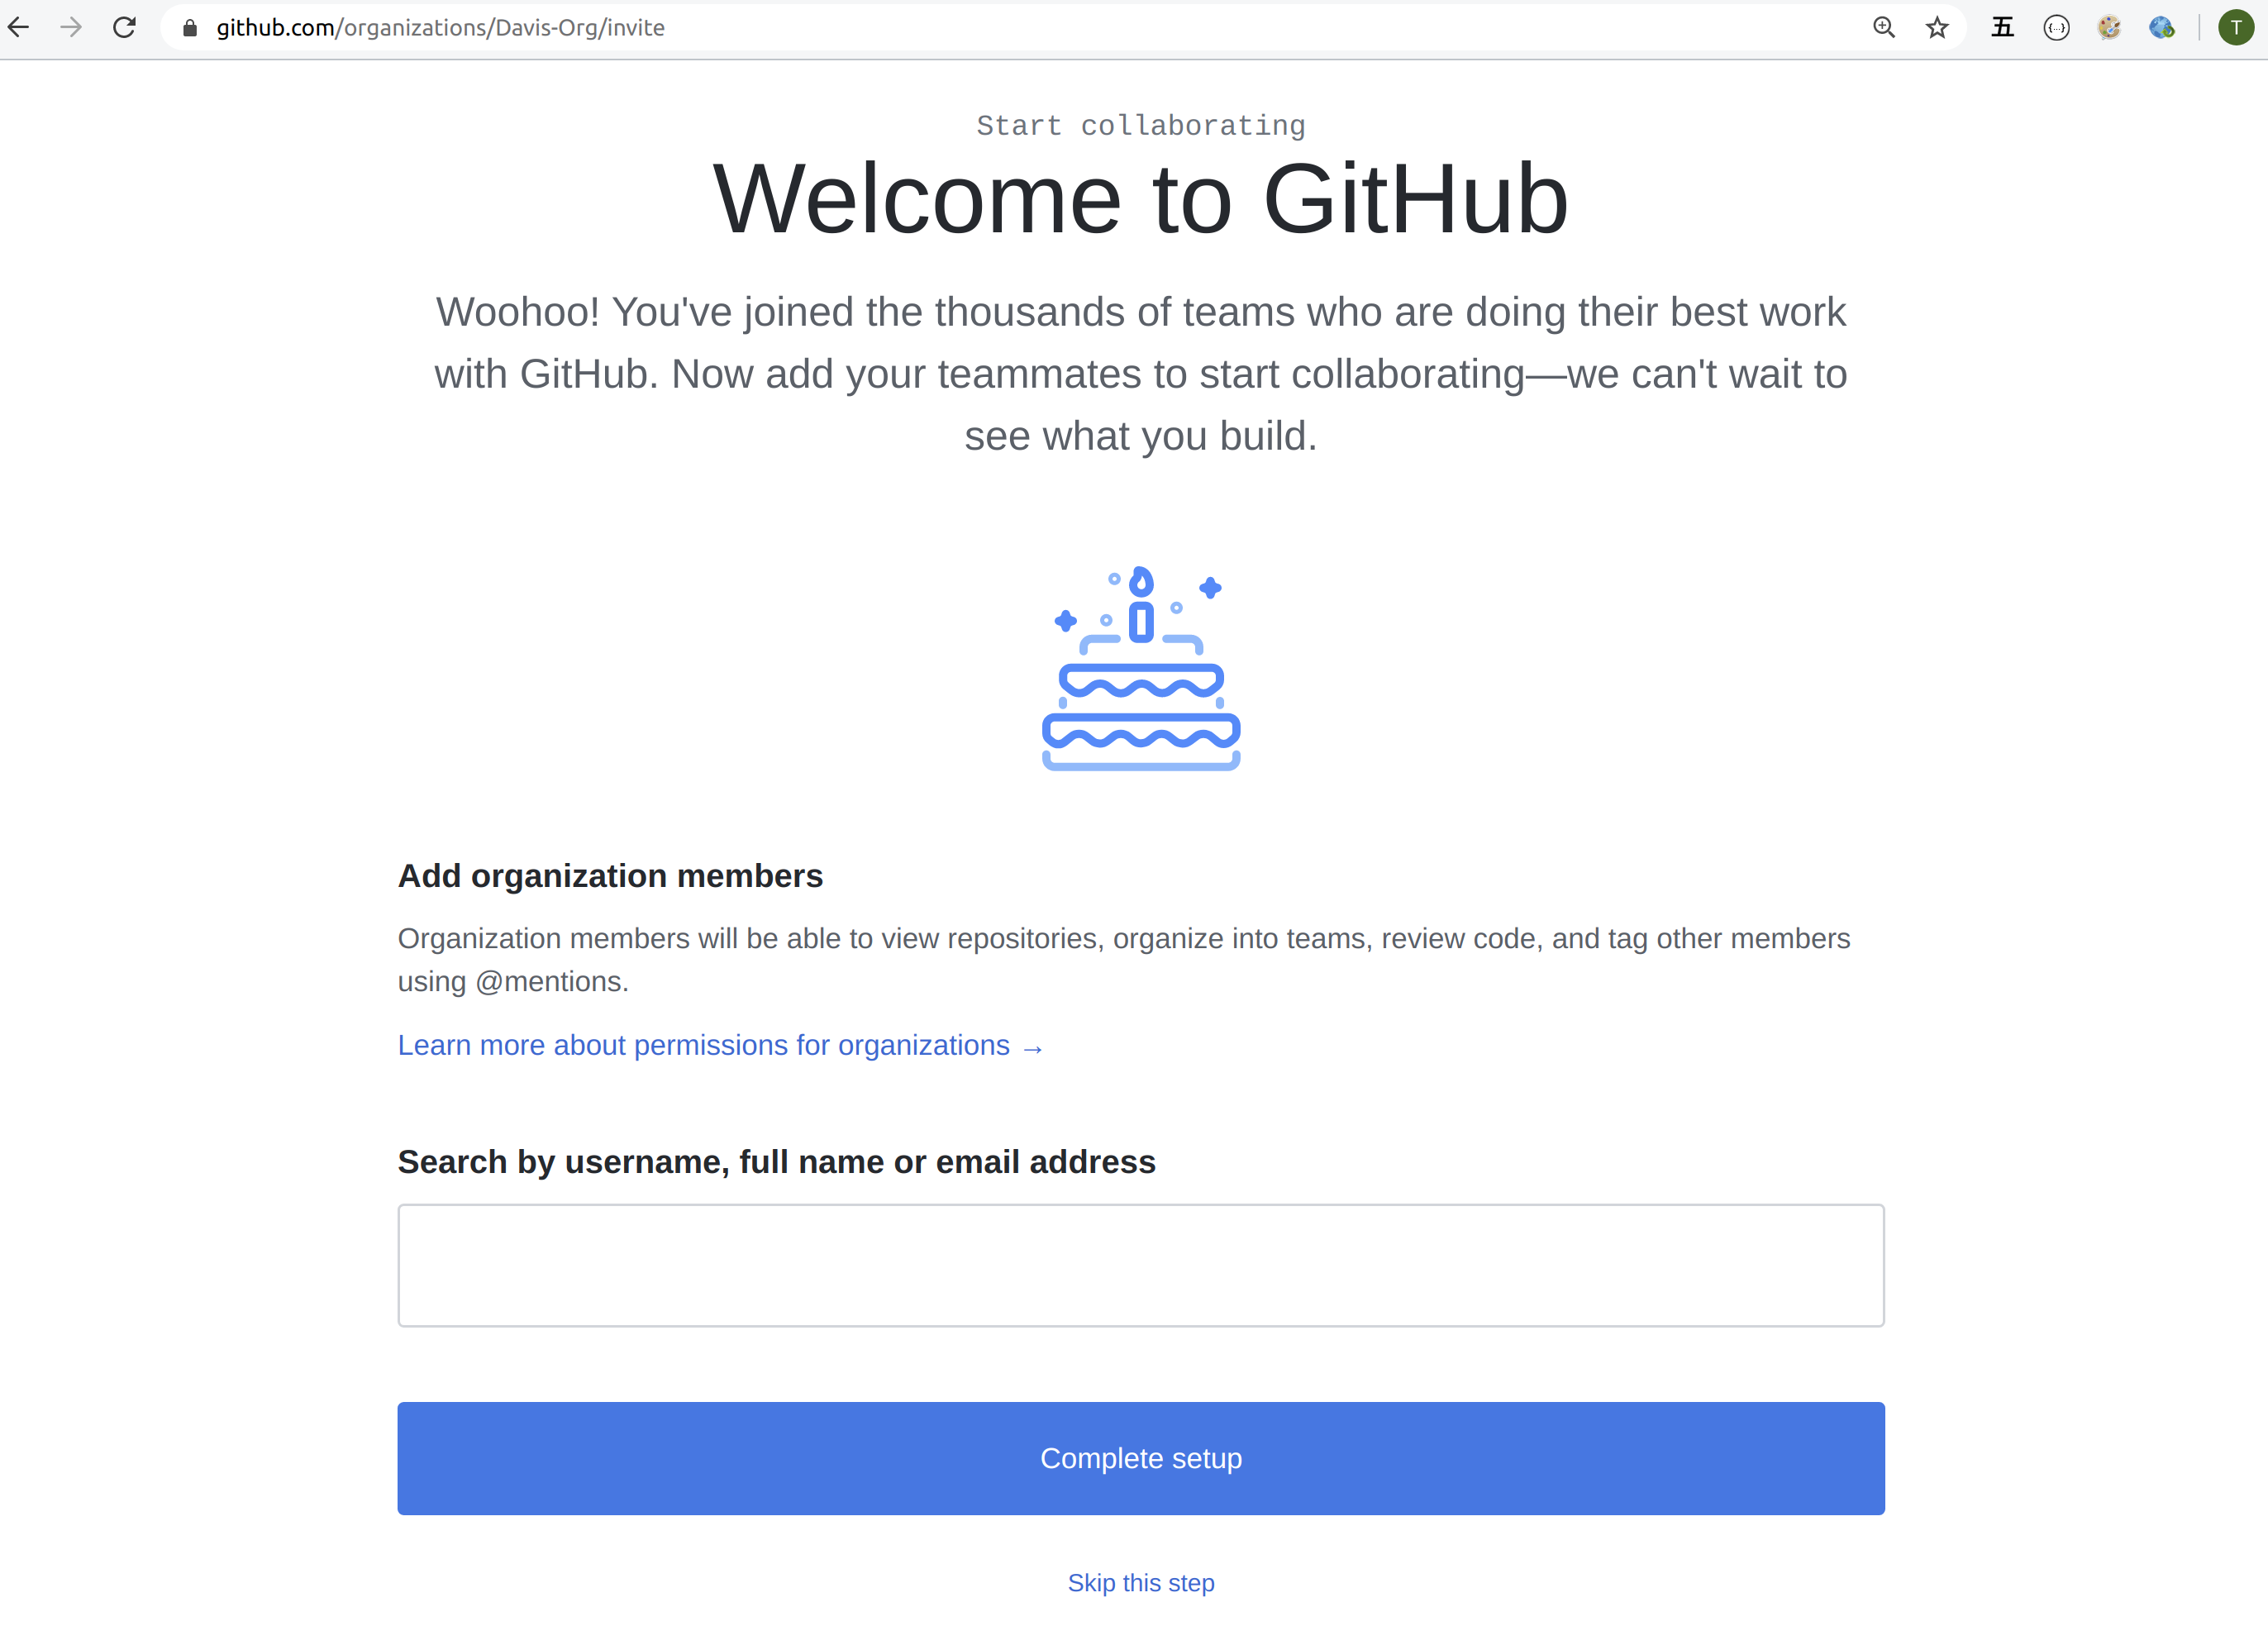 github.com/organizations/Davis-Org/invite
五
{...}
T
Start collaborating
Welcome to GitHub
Woohoo! You've joined the thousands of teams who are doing their best work
with GitHub. Now add your teammates to start collaborating—we can't wait to
see what you build.
Add organization members
Organization members will be able to view repositories, organize into teams, review code, and tag other members
using @mentions.
Learn more about permissions for organizations →
Search by username, full name or email address
Complete setup
Skip this step